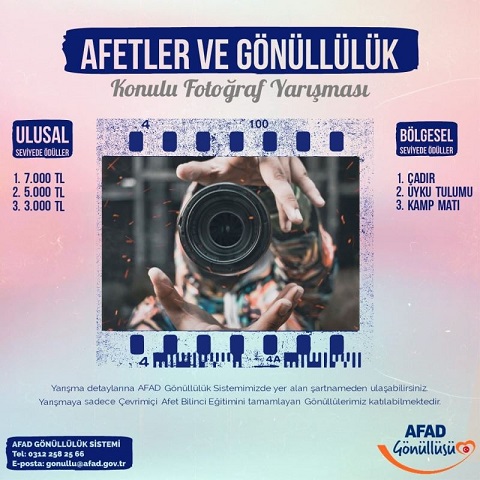 AFETLER VE GÖNÜLLÜLÜK
Konulu Fotoğraf Yarışması
ULUSAL
SEVİYEDE ÖDÜLLER
1. 7.000 TL
2. 5.000 TL
3. 3.000 TL
BÖLGESEL
SEVİYEDE ÖDÜLLER
1. ÇADIR
2. UYKU TULUMU
3. KAMP MATI
4 100
4 4A
Yarışma detaylarına AFAD Gönüllülük Sistemimizde yer alan şartnameden ulaşabilirsiniz.
Yarışmaya sadece Çevrimiçi Afet Bilinci Eğitimini tamamlayan Gönüllülerimiz katılabilmektedir.
AFAD GÖNÜLLÜLÜK SİSTEMİ
Tel: 0312 258 25 66
E-posta: gonullu@afad.gov.tr
AFAD
Gönüllüsü